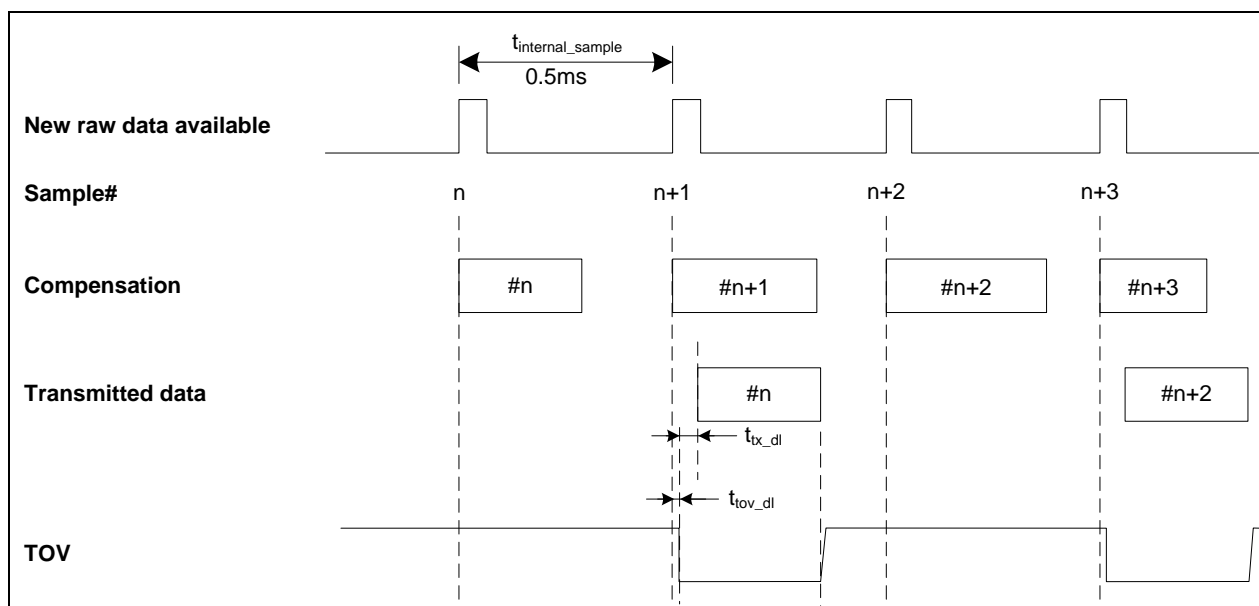 t_internal_sample
0.5ms
New raw data available
Sample#
n
n+1
n+2
n+3
Compensation
#n
#n+1
#n+2
#n+3
Transmitted data
#n
#n+2
t_tx_dl
t_tov_dl
TOV